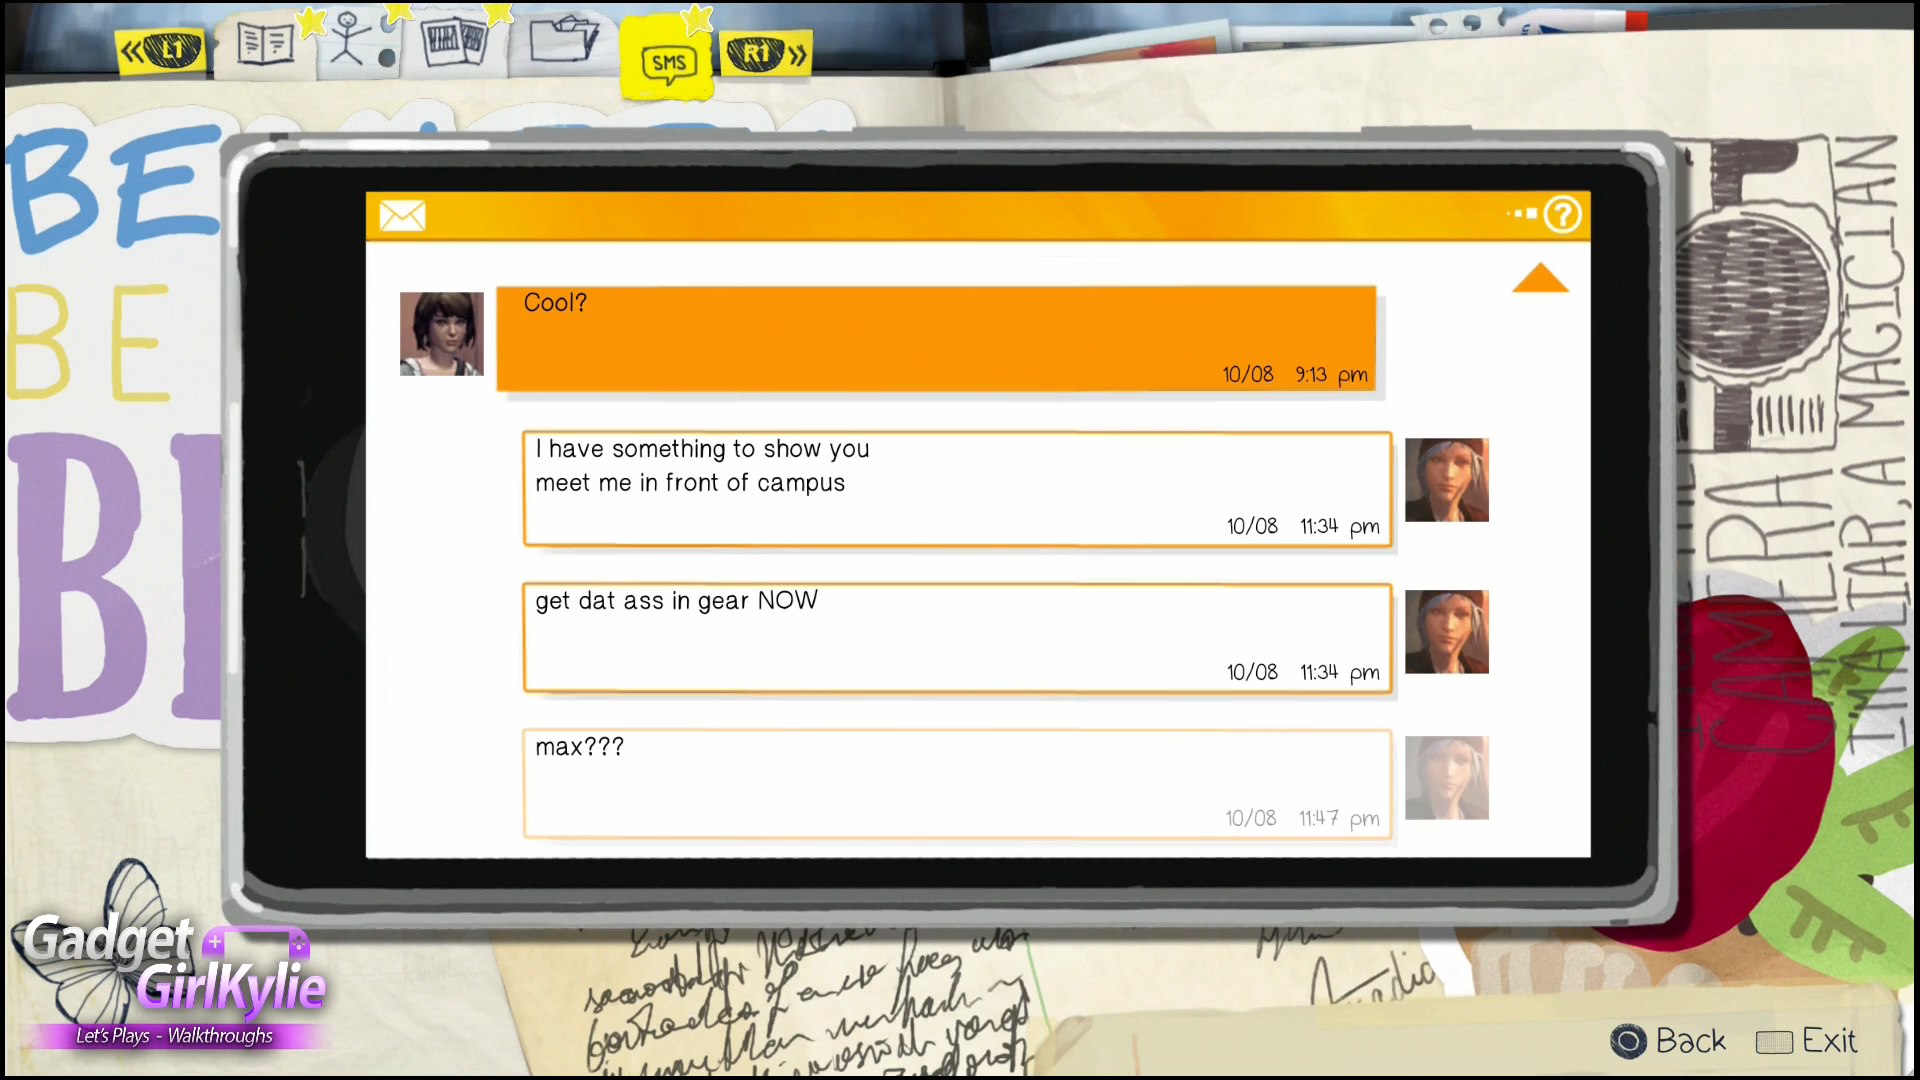 L1
SMS
R1
BE
BE
Cool?
10/08 9:13 pm
I have something to show you
meet me in front of campus
10/08 11:34 pm
get dat ass in gear NOW
10/08 11:34 pm
max???
10/08 11:47 pm
?
CAMERA
ALTAR, A MAGICIAN
Gadget
GirlKylie
Let's Plays - Walkthroughs
Back
Exit